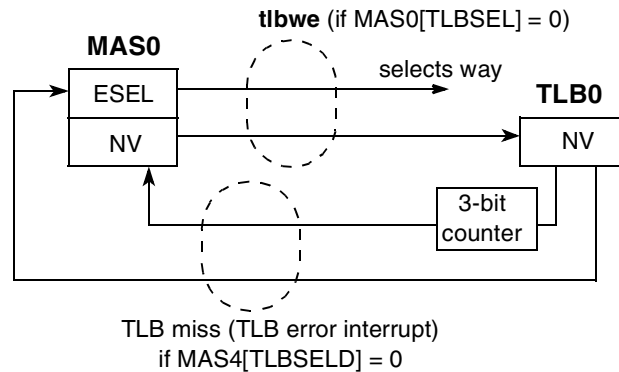 tlbwe (if MAS0[TLBSEL] = 0)
MAS0
selects way
ESEL
TLB0
NV
NV
3-bit
counter
TLB miss (TLB error interrupt)
if MAS4[TLBSELD] = 0